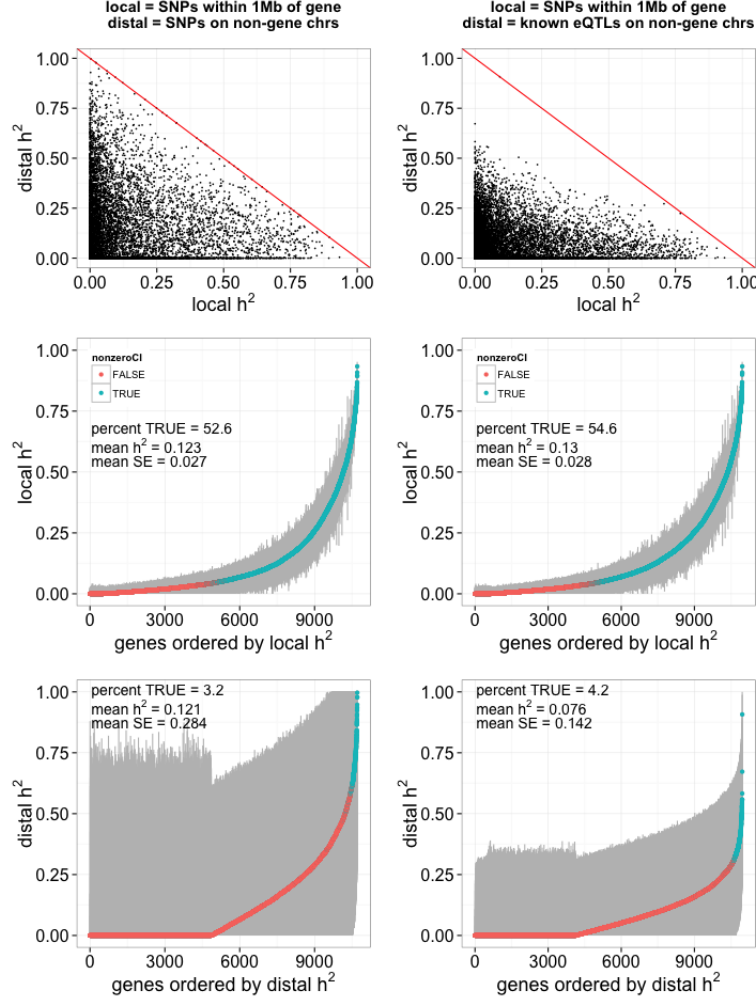 local = SNPs within 1Mb of gene
distal = SNPs on non-gene chrs
local = SNPs within 1Mb of gene
distal = known eQTLs on non-gene chrs
1.00
0.75
0.50
0.25
0.00
distal h²
0.00 0.25 0.50 0.75 1.00
local h²
1.00
0.75
0.50
0.25
0.00
distal h²
0.00 0.25 0.50 0.75 1.00
local h²
1.00
0.75
0.50
0.25
0.00
local h²
nonzeroCI
FALSE
TRUE
percent TRUE = 52.6
mean h² = 0.123
mean SE = 0.027
0 3000 6000 9000
genes ordered by local h²
1.00
0.75
0.50
0.25
0.00
local h²
nonzeroCI
FALSE
TRUE
percent TRUE = 54.6
mean h² = 0.13
mean SE = 0.028
0 3000 6000 9000
genes ordered by local h²
1.00
0.75
0.50
0.25
0.00
distal h²
percent TRUE = 3.2
mean h² = 0.121
mean SE = 0.284
0 3000 6000 9000
genes ordered by distal h²
1.00
0.75
0.50
0.25
0.00
distal h²
percent TRUE = 4.2
mean h² = 0.076
mean SE = 0.142
0 3000 6000 9000
genes ordered by distal h²